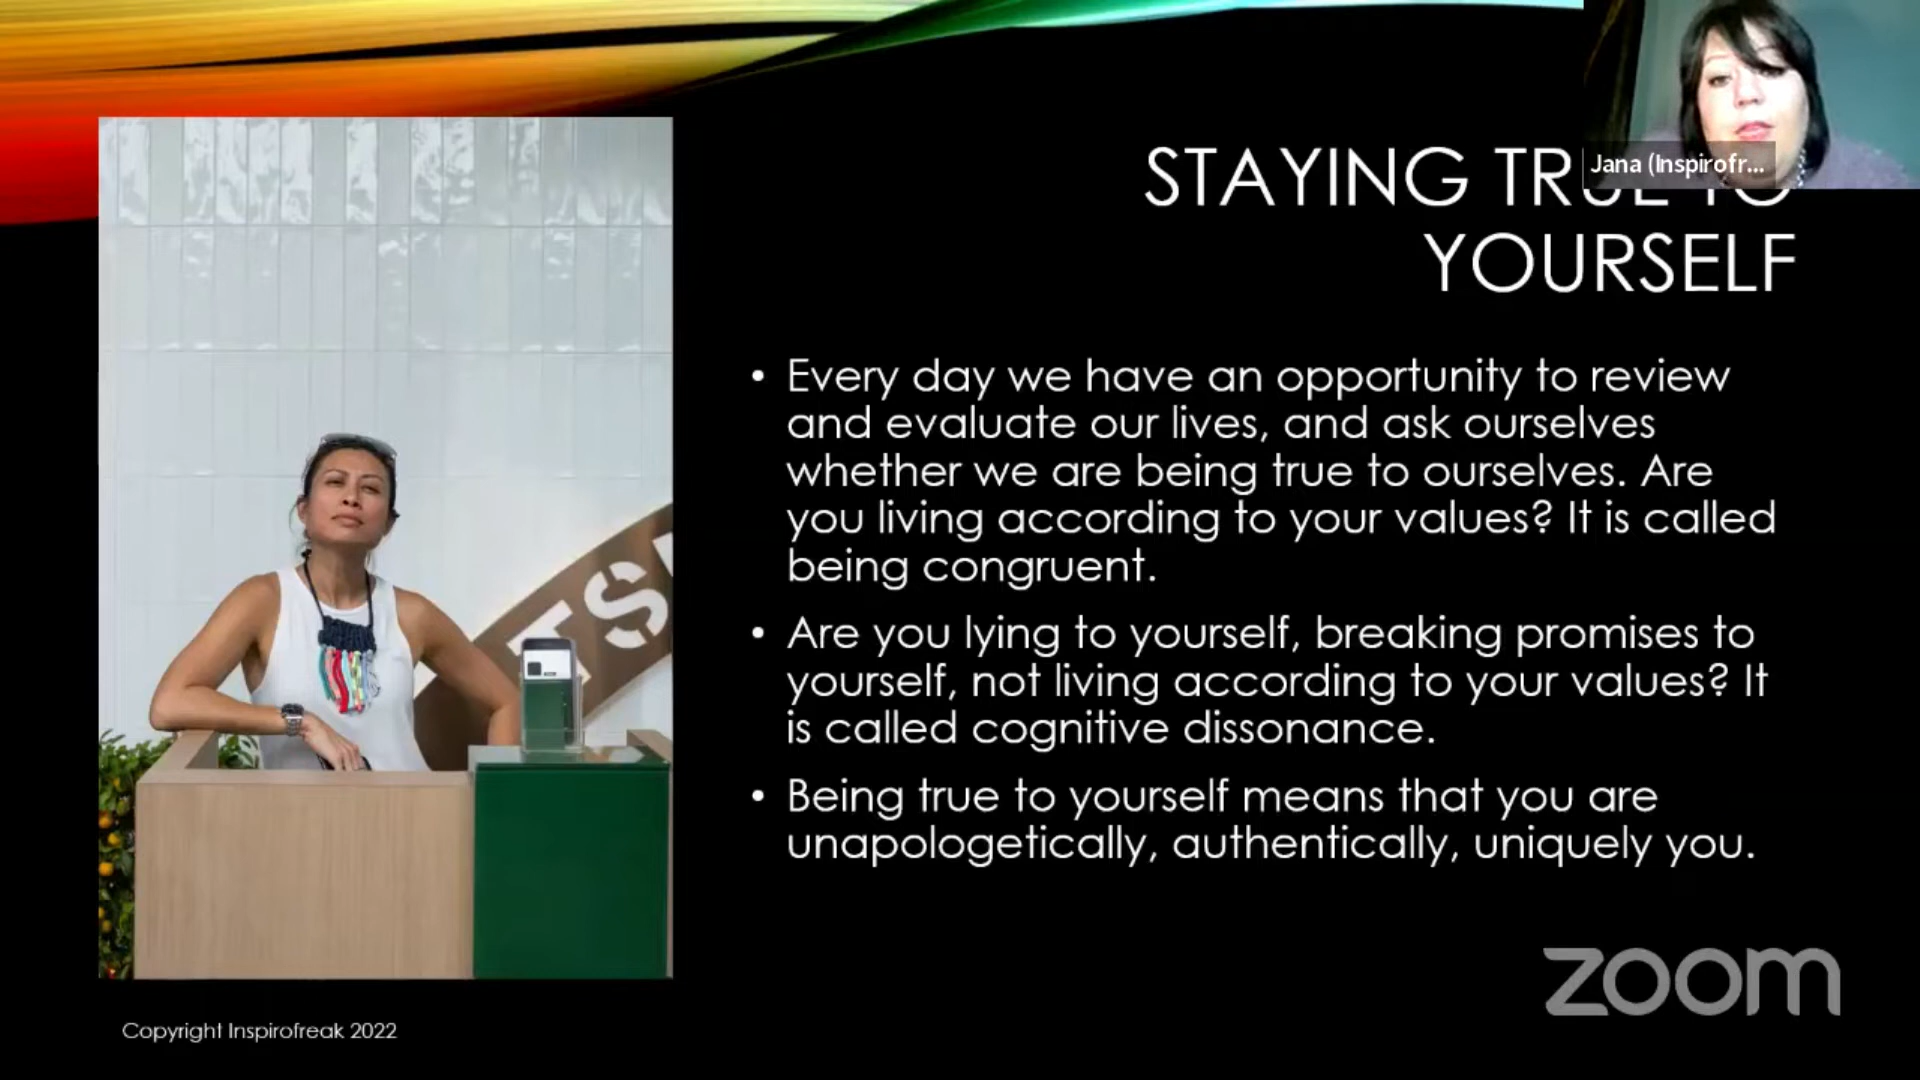 Jana (Inspirofr...
STAYING TRUE TO
YOURSELF
• Every day we have an opportunity to review
and evaluate our lives, and ask ourselves
whether we are being true to ourselves. Are
you living according to your values? It is called
being congruent.
• Are you lying to yourself, breaking promises to
yourself, not living according to your values? It
is called cognitive dissonance.
• Being true to yourself means that you are
unapologetically, authentically, uniquely you.
TS
zoom
Copyright Inspirofreak 2022